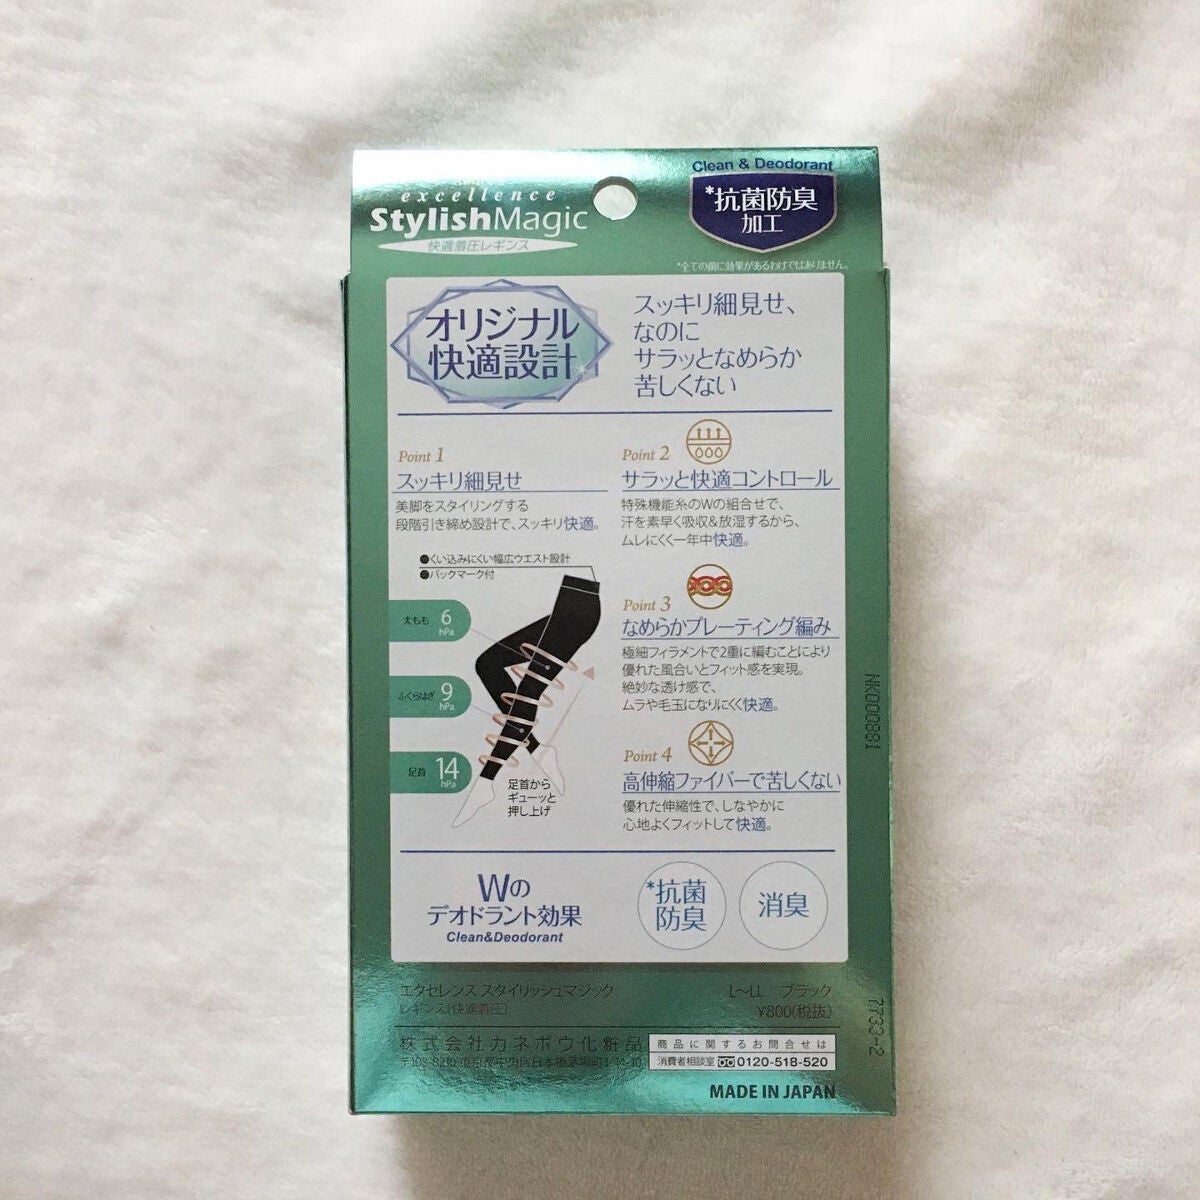 Clean & Deodorant
excellence
StylishMagic
快適着圧レギンス
*抗菌防臭
加工
*全ての菌に効果があるわけではありません。
オリジナル
快適設計
スッキリ細見せ、
なのに
サラッとなめらか
苦しくない
Point 1
スッキリ細見せ
美脚をスタイリングする
段階引き締め設計で、スッキリ快適。
●くい込みにくい幅広ウエスト設計
●バックマーク付
太もも 6 hPa
ふくらはぎ 9 hPa
足首 14 hPa
足首から
ギューッと
押し上げ
Point 2
サラッと快適コントロール
特殊機能糸のWの組合せで、
汗を素早く吸収&放湿するから、
ムレにくく一年中快適。
Point 3
なめらかプレーティング編み
極細フィラメントで2重に編むことにより
優れた風合いとフィット感を実現。
絶妙な透け感で、
ムラや毛玉になりにくく快適。
Point 4
高伸縮ファイバーで苦しくない
優れた伸縮性で、しなやかに
心地よくフィットして快適。
Wの
デオドラント効果
Clean&Deodorant
*抗菌
防臭
消臭
NK000881
エクセレンス スタイリッシュマジック
レギンス(快適着圧)
L〜LL ブラック
¥800(税抜)
7733-2
株式会社カネボウ化粧品
〒103-8210 東京都中央区日本橋茅場町1-14-10
商品に関するお問合せは
消費者相談室 0120-518-520
MADE IN JAPAN